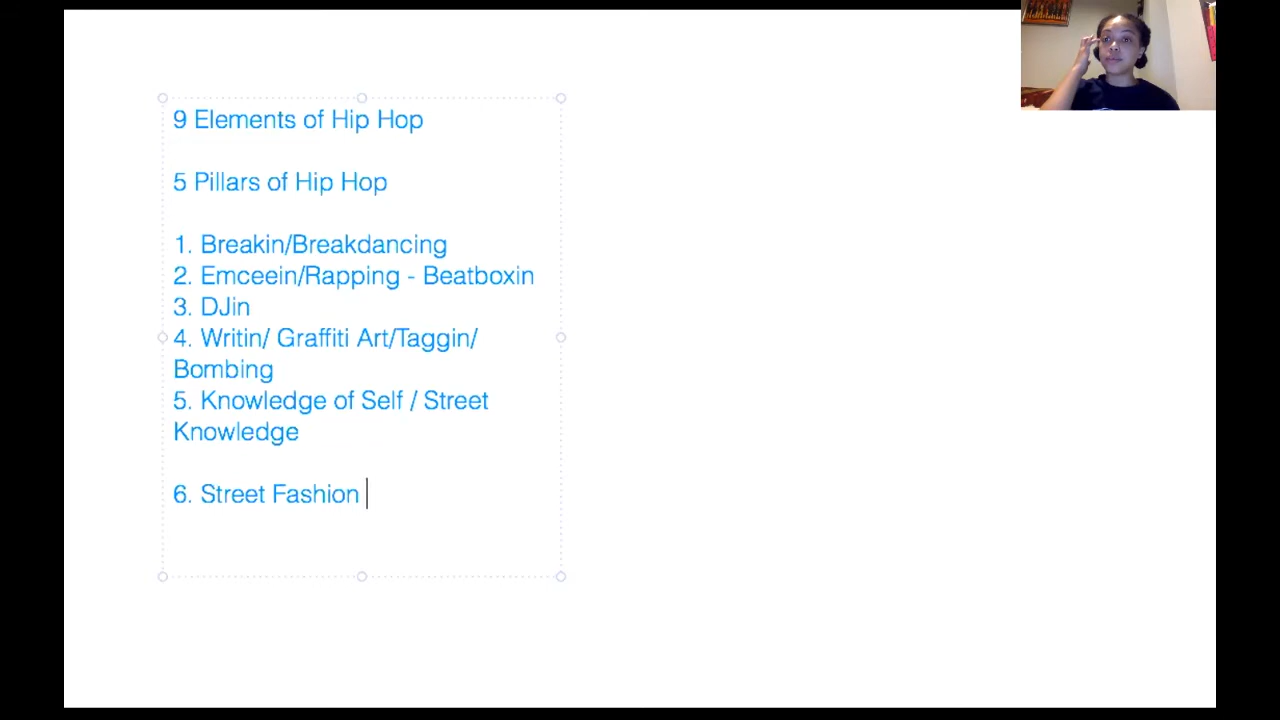 9 Elements of Hip Hop
5 Pillars of Hip Hop
1. Breakin/Breakdancing
2. Emceein/Rapping - Beatboxin
3. DJin
4. Writin/ Graffiti Art/Taggin/
Bombing
5. Knowledge of Self / Street
Knowledge
6. Street Fashion